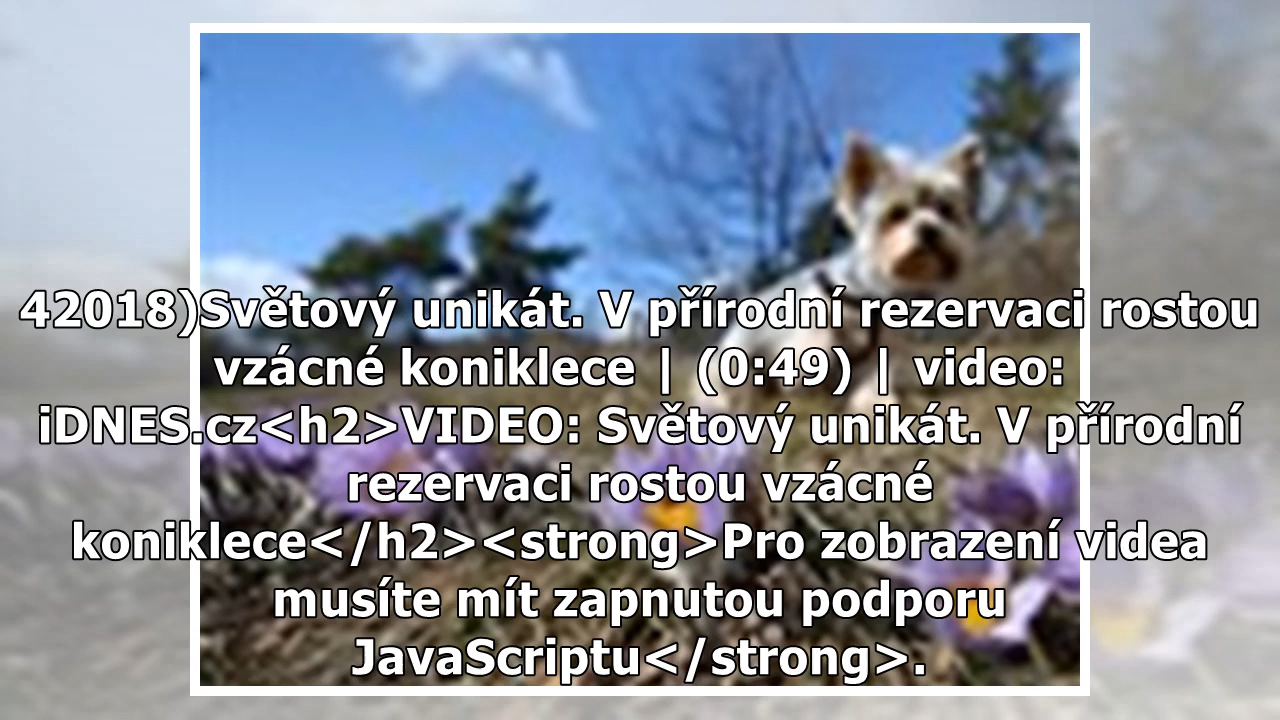 42018)Světový unikát. V přírodní rezervaci rostou
vzácné koniklece | (0:49) | video:
iDNES.cz<h2>VIDEO: Světový unikát. V přírodní
rezervaci rostou vzácné
koniklece</h2><strong>Pro zobrazení videa
musíte mít zapnutou podporu
JavaScriptu</strong>.